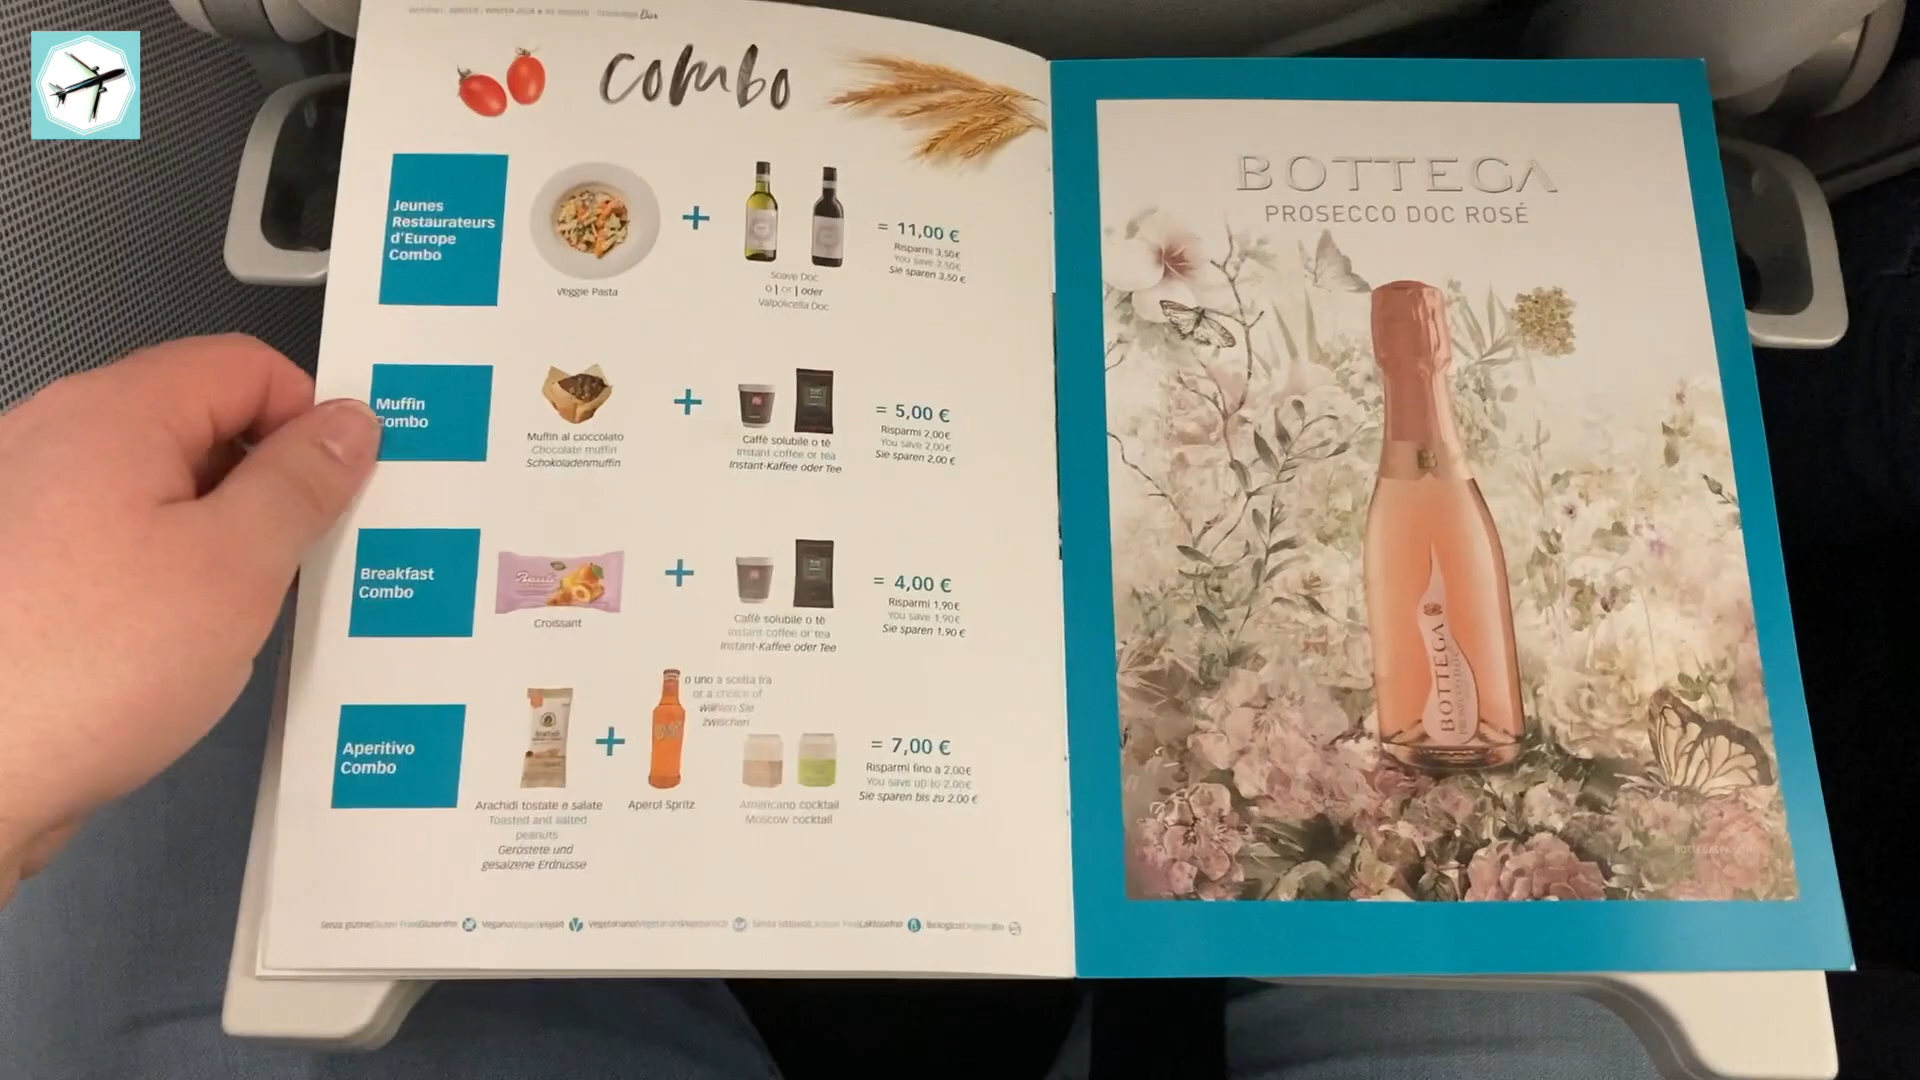 Bar
combo
Jeunes
Restaurateurs
d'Europe
Combo
Veggie Pasta
Soave Doc
o | or | oder
Valpolicella Doc
= 11,00 €
Risparmi 3,50€
You save 3,50€
Sie sparen 3,50 €
Muffin
Combo
Muffin al cioccolato
Chocolate muffin
Schokoladenmuffin
Caffè solubile o tè
Instant coffee or tea
Instant-Kaffee oder Tee
= 5,00 €
Risparmi 2,00€
You save 2,00€
Sie sparen 2,00 €
Breakfast
Combo
Croissant
Caffè solubile o tè
Instant coffee or tea
Instant-Kaffee oder Tee
= 4,00 €
Risparmi 1,90€
You save 1,90€
Sie sparen 1,90 €
Aperitivo
Combo
Arachidi tostate e salate
Toasted and salted
peanuts
Geröstete und
gesalzene Erdnüsse
Aperol Spritz
o uno a scelta fra
or a choice of
wählen Sie
zwischen
Americano cocktail
Moscow cocktail
= 7,00 €
Risparmi fino a 2,00€
You save up to 2,00€
Sie sparen bis zu 2,00 €
BOTTEGA
PROSECCO DOC ROSÉ
BOTTEGA